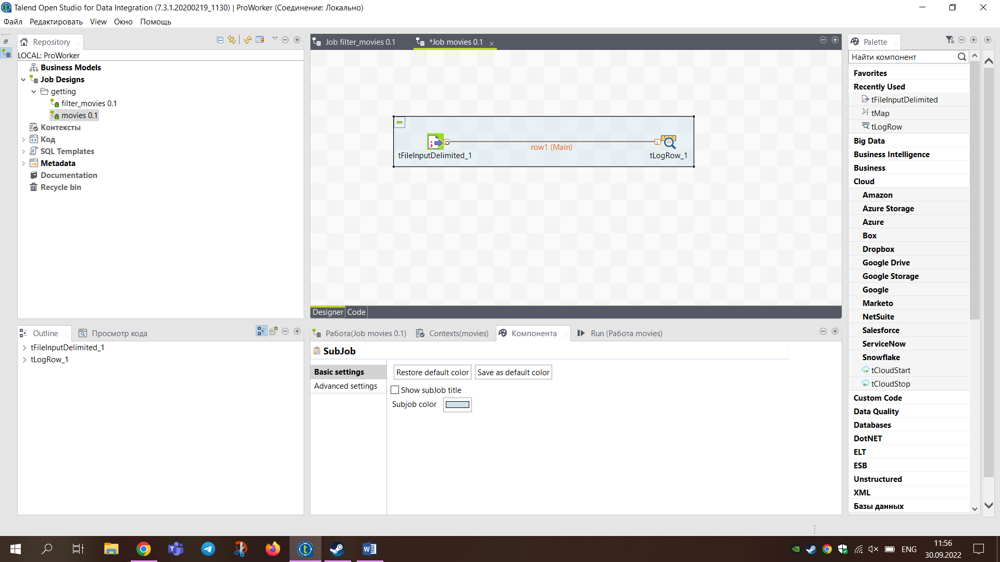 Talend Open Studio for Data Integration (7.3.1.20200219_1130) | ProWorker (Соединение: Локально)
Файл Редактировать View Окно Помощь
Repository
LOCAL: ProWorker
Business Models
Job Designs
getting
filter_movies 0.1
movies 0.1
Контексты
Код
SQL Templates
Metadata
Documentation
Recycle bin
Job filter_movies 0.1
*Job movies 0.1
tFileInputDelimited_1
row1 (Main)
tLogRow_1
Designer Code
Palette
Найти компонент
Favorites
Recently Used
tFileInputDelimited
tMap
tLogRow
Big Data
Business Intelligence
Business
Cloud
Amazon
Azure Storage
Azure
Box
Dropbox
Google Drive
Google Storage
Google
Marketo
NetSuite
Salesforce
ServiceNow
Snowflake
tCloudStart
tCloudStop
Custom Code
Data Quality
Databases
DotNET
ELT
ESB
Unstructured
XML
Базы данных
Outline
Просмотр кода
tFileInputDelimited_1
tLogRow_1
Работа(Job movies 0.1)
Contexts(movies)
Компонента
Run (Работа movies)
SubJob
Basic settings
Advanced settings
Restore default color
Save as default color
Show subJob title
Subjob color
ENG
11:56
30.09.2022